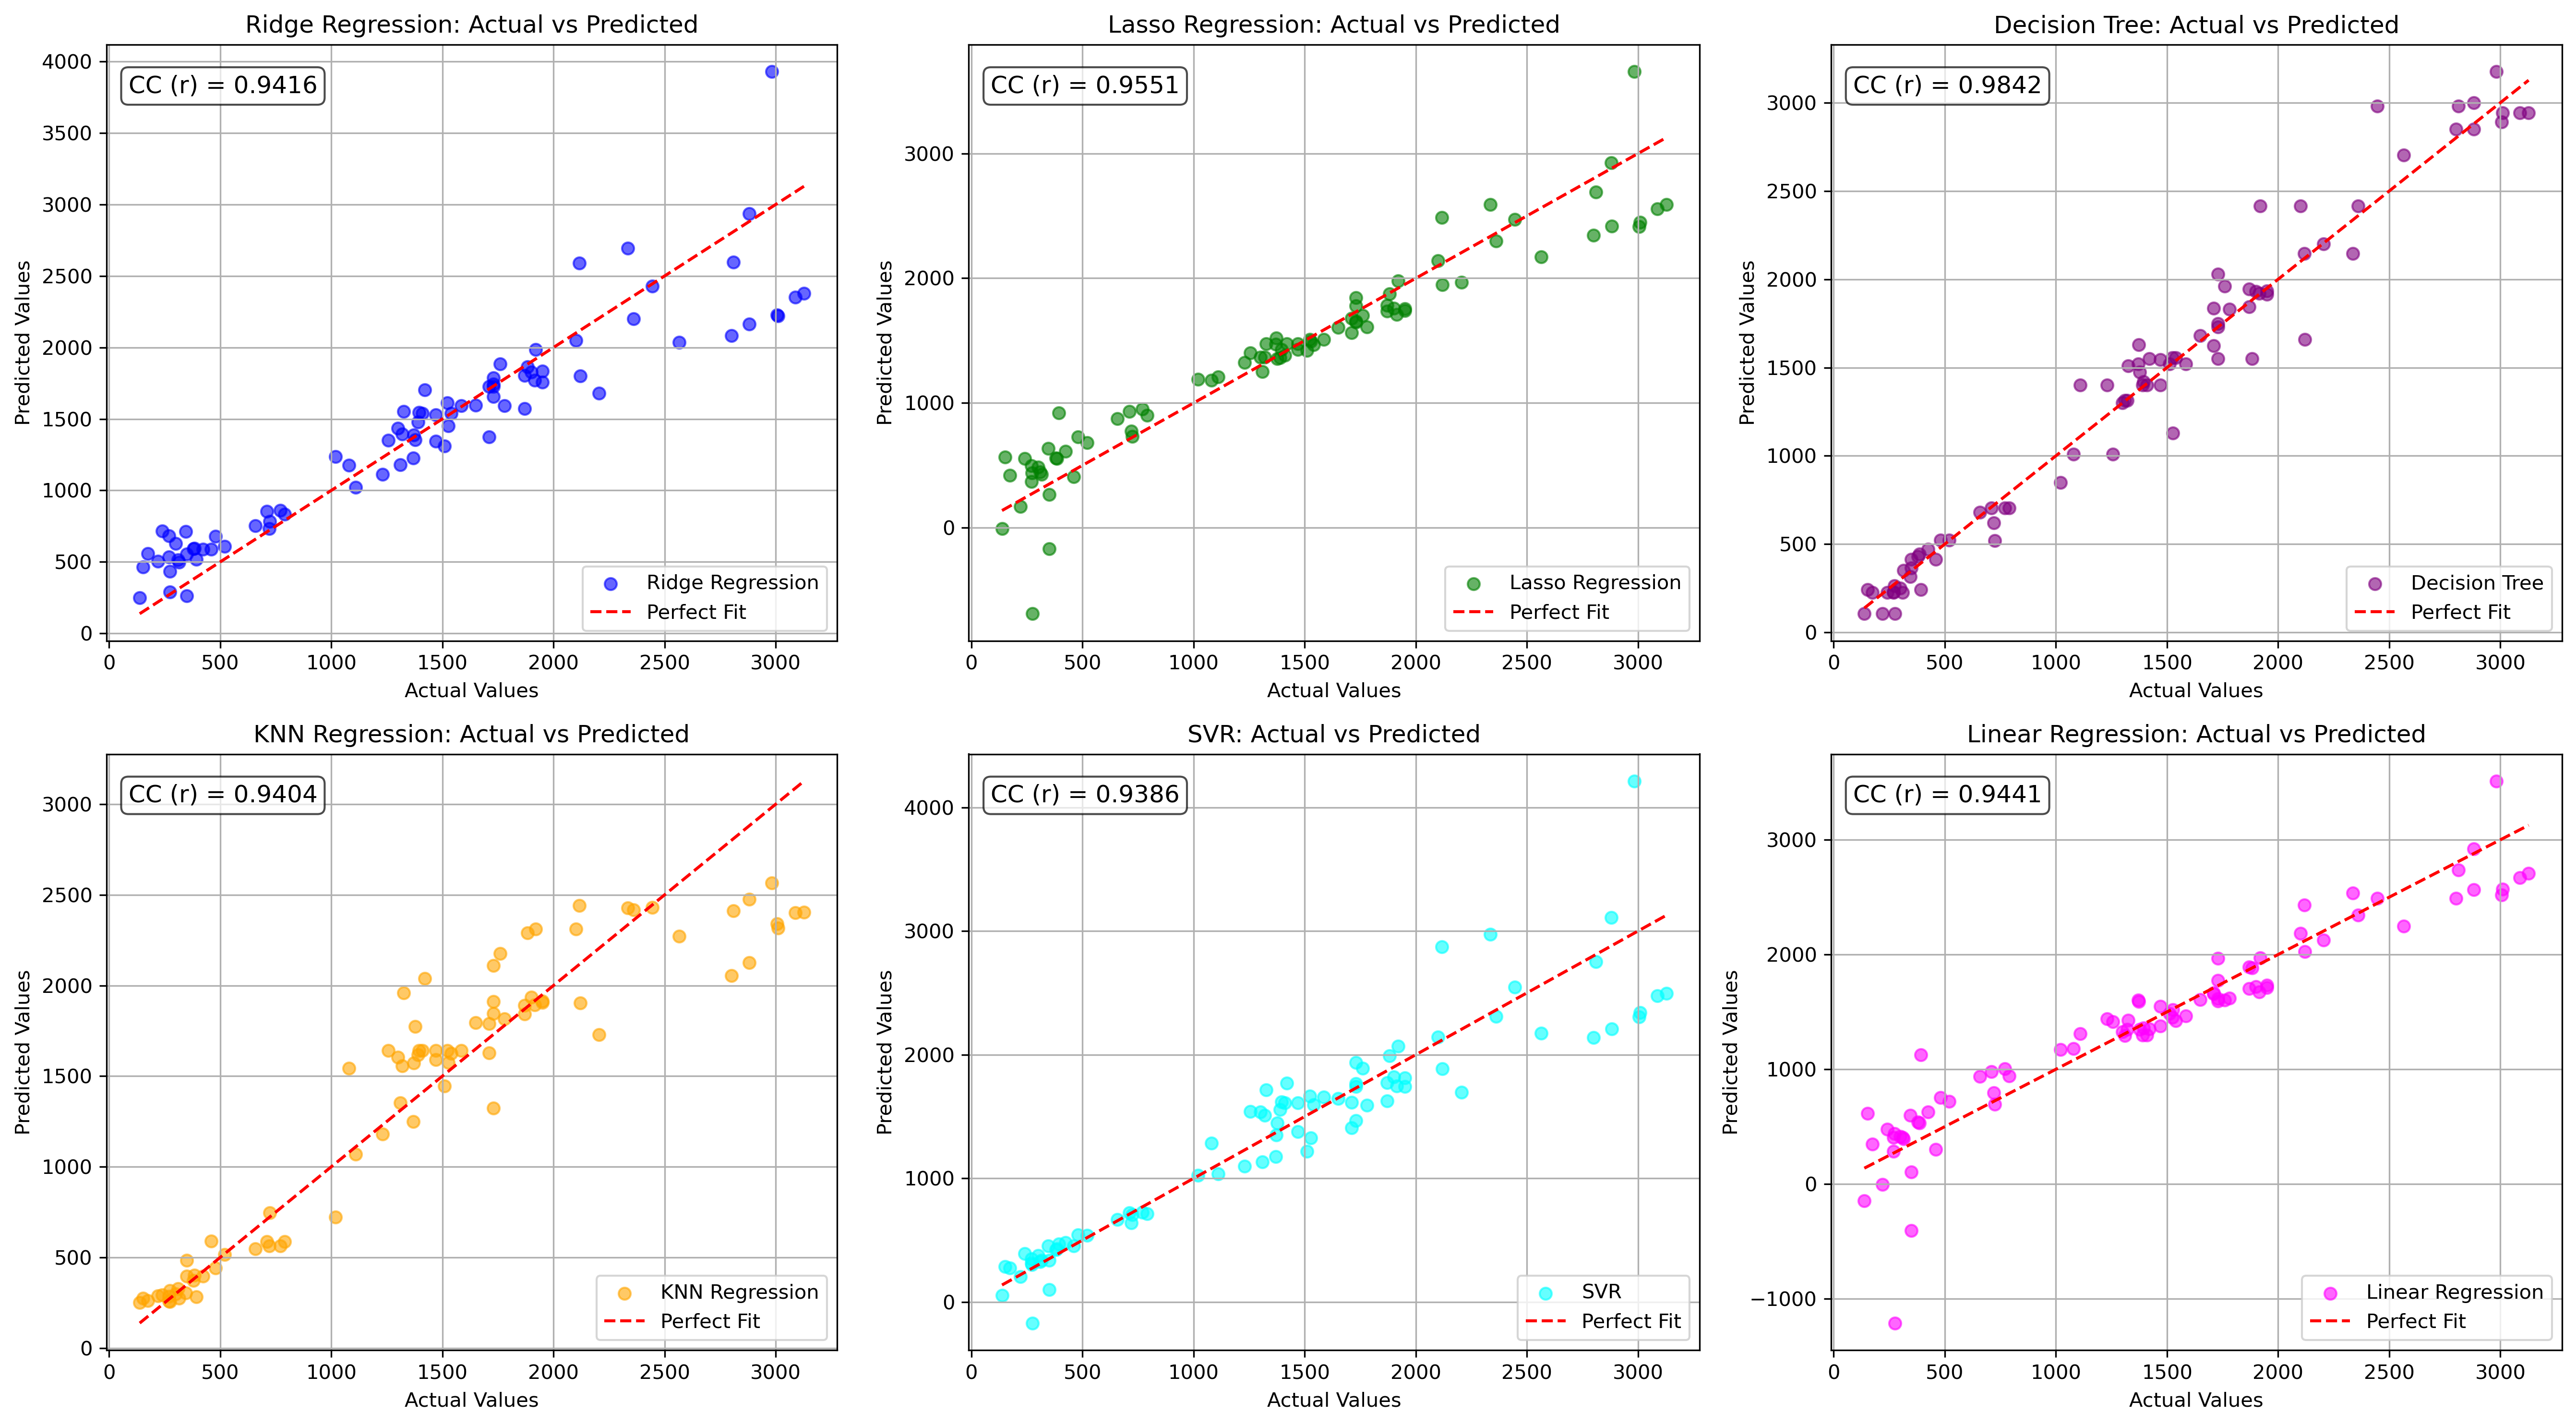 Ridge Regression: Actual vs Predicted
CC (r) = 0.9416
4000
3500
3000
2500
2000
1500
1000
500
0
Predicted Values
0 500 1000 1500 2000 2500 3000
Actual Values
Ridge Regression
Perfect Fit
Lasso Regression: Actual vs Predicted
CC (r) = 0.9551
3000
2000
1000
0
Predicted Values
0 500 1000 1500 2000 2500 3000
Actual Values
Lasso Regression
Perfect Fit
Decision Tree: Actual vs Predicted
CC (r) = 0.9842
3000
2500
2000
1500
1000
500
0
Predicted Values
0 500 1000 1500 2000 2500 3000
Actual Values
Decision Tree
Perfect Fit
KNN Regression: Actual vs Predicted
CC (r) = 0.9404
3000
2500
2000
1500
1000
500
0
Predicted Values
0 500 1000 1500 2000 2500 3000
Actual Values
KNN Regression
Perfect Fit
SVR: Actual vs Predicted
CC (r) = 0.9386
4000
3000
2000
1000
0
Predicted Values
0 500 1000 1500 2000 2500 3000
Actual Values
SVR
Perfect Fit
Linear Regression: Actual vs Predicted
CC (r) = 0.9441
3000
2000
1000
0
−1000
Predicted Values
0 500 1000 1500 2000 2500 3000
Actual Values
Linear Regression
Perfect Fit